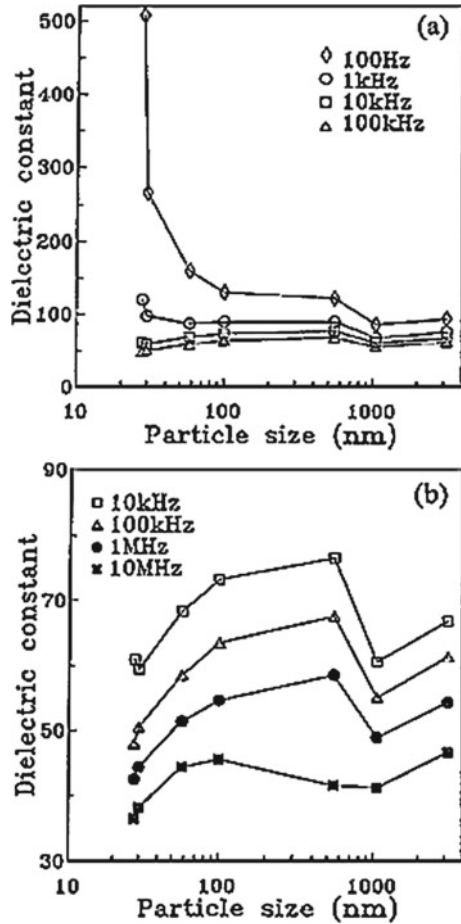 500
(a)
100Hz
1kHz
10kHz
100kHz
400
300
200
100
0
Dielectric constant
10 100 1000
Particle size (nm)
90
(b)
10kHz
100kHz
1MHz
10MHz
70
50
30
Dielectric constant
10 100 1000
Particle size (nm)